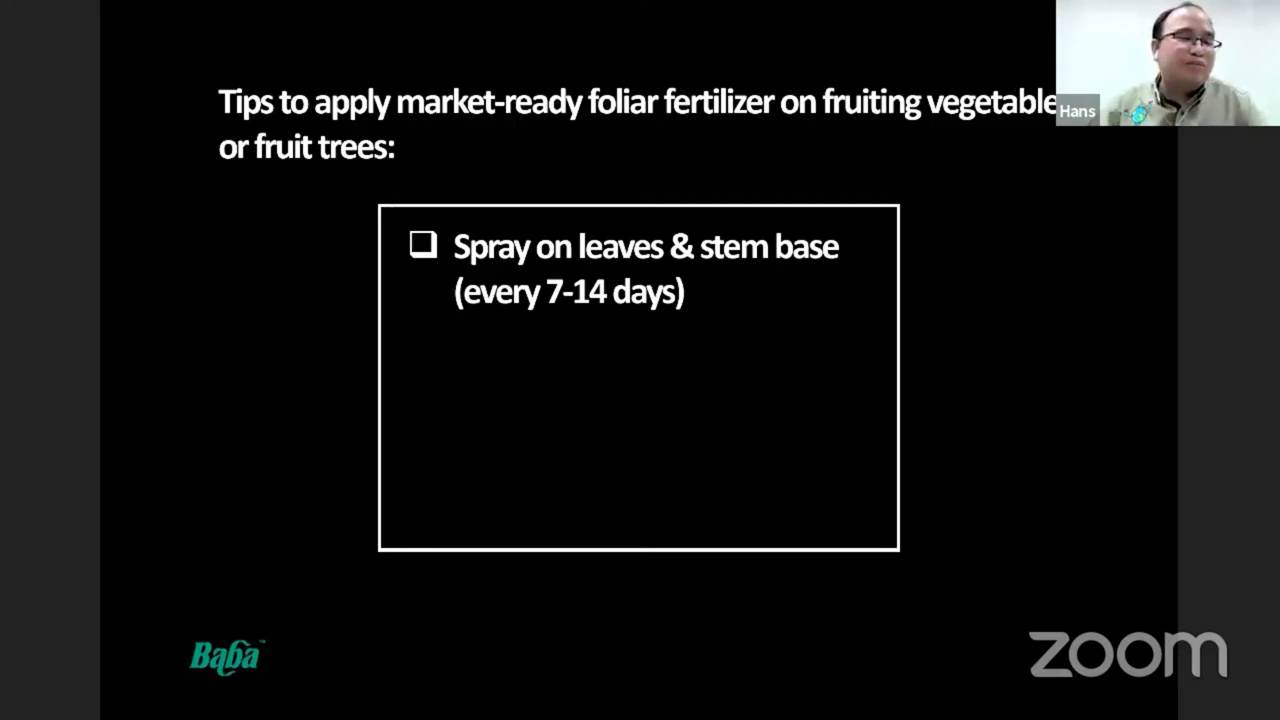 Tips to apply market-ready foliar fertilizer on fruiting vegetable
or fruit trees:
Hans
❑ Spray on leaves & stem base
(every 7-14 days)
Baba™
zoom